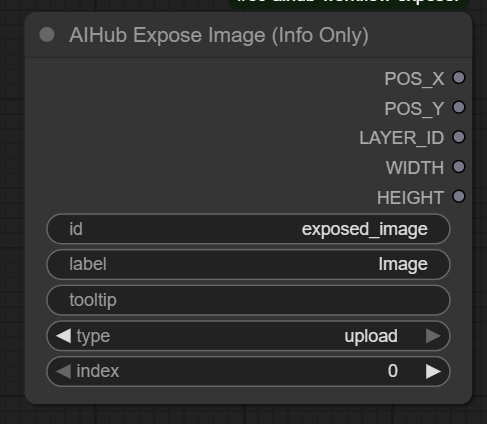 AIHub Expose Image (Info Only)
POS_X
POS_Y
LAYER_ID
WIDTH
HEIGHT
id exposed_image
label Image
tooltip
type upload
index 0